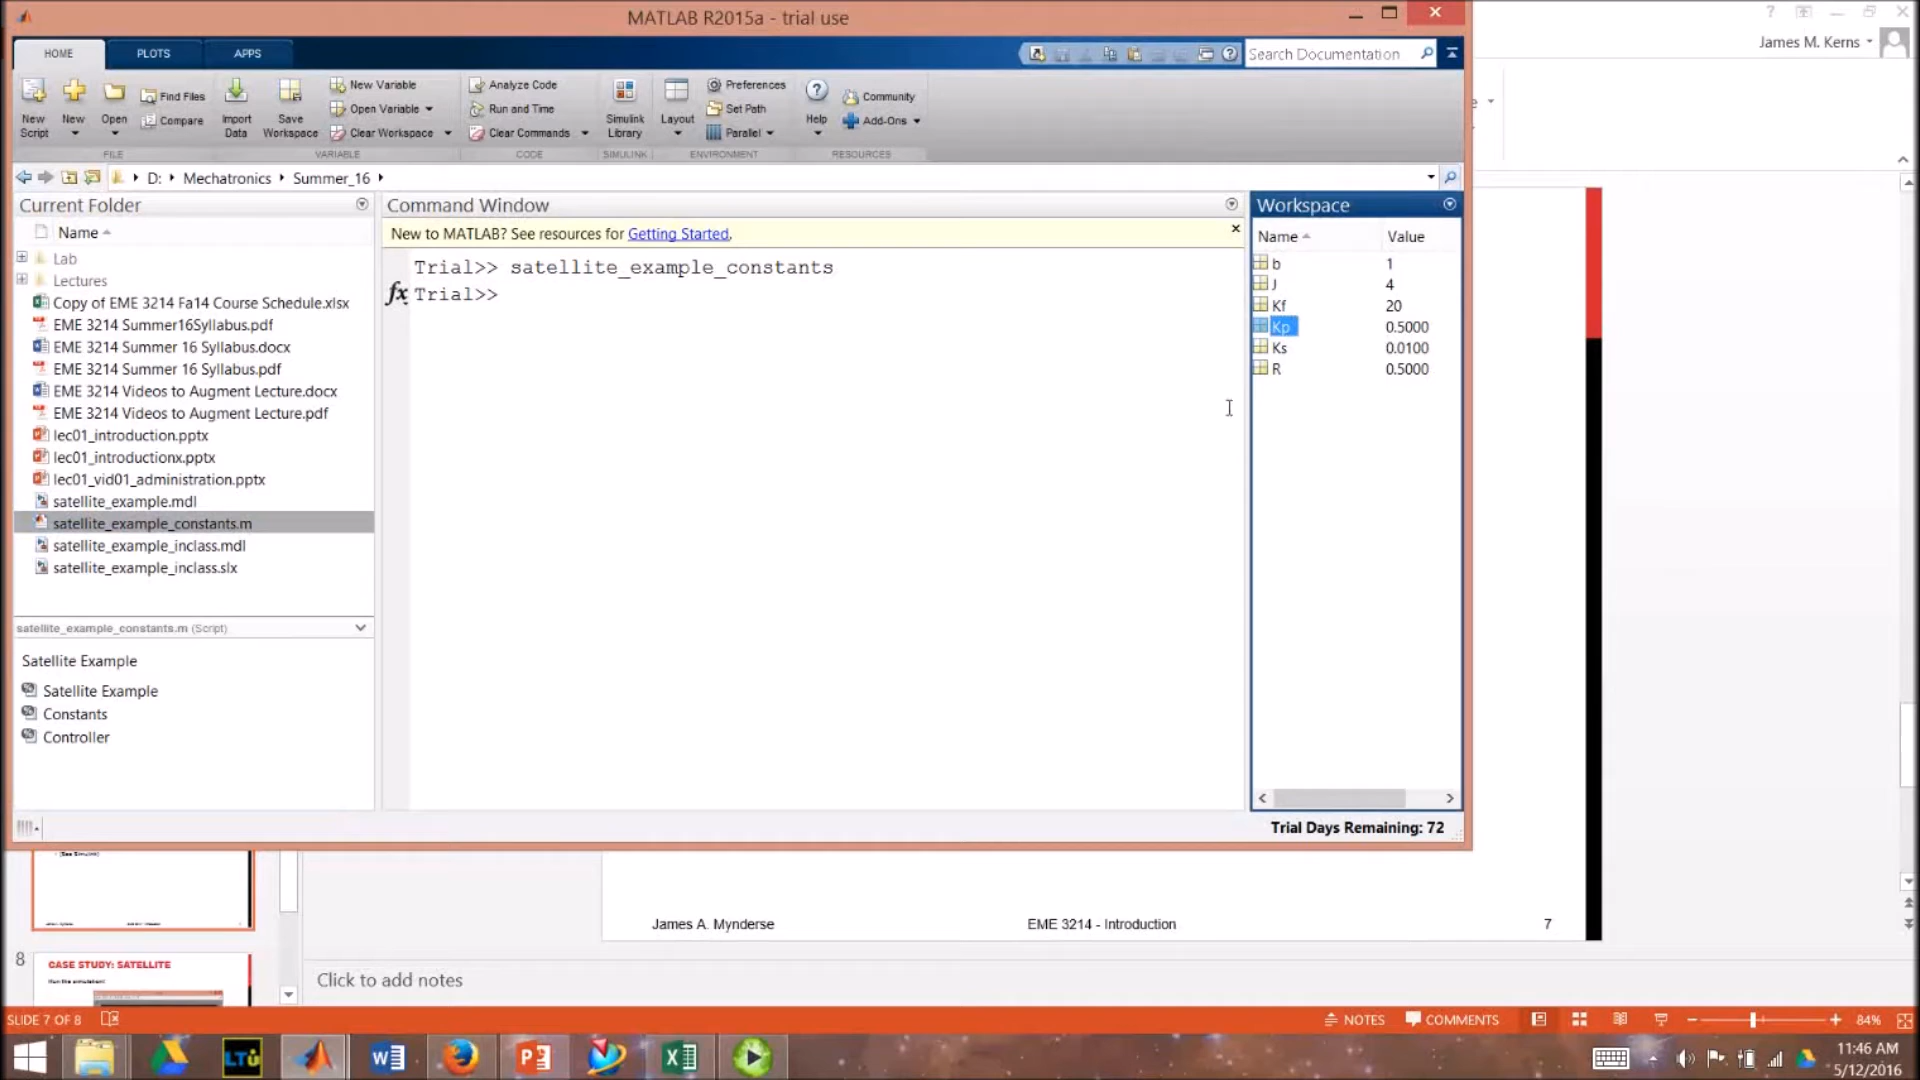 MATLAB R2015a - trial use
James M. Kerns
HOME
PLOTS
APPS
Search Documentation
New Script
New
Open
Find Files
Compare
Import Data
Save Workspace
New Variable
Open Variable
Clear Workspace
Analyze Code
Run and Time
Clear Commands
Simulink Library
Layout
Preferences
Set Path
Parallel
Help
Community
Add-Ons
FILE
VARIABLE
CODE
SIMULINK
ENVIRONMENT
RESOURCES
D: Mechatronics Summer_16
Current Folder
Name
Lab
Lectures
Copy of EME 3214 Fa14 Course Schedule.xlsx
EME 3214 Summer16Syllabus.pdf
EME 3214 Summer 16 Syllabus.docx
EME 3214 Summer 16 Syllabus.pdf
EME 3214 Videos to Augment Lecture.docx
EME 3214 Videos to Augment Lecture.pdf
lec01_introduction.pptx
lec01_introductionx.pptx
lec01_vid01_administration.pptx
satellite_example.mdl
satellite_example_constants.m
satellite_example_inclass.mdl
satellite_example_inclass.slx
satellite_example_constants.m (Script)
Satellite Example
Satellite Example
Constants
Controller
Command Window
New to MATLAB? See resources for Getting Started.
Trial>> satellite_example_constants
fx Trial>>
Workspace
Name Value
b 1
J 4
Kf 20
Kp 0.5000
Ks 0.0100
R 0.5000
Trial Days Remaining: 72
(See Simulink)
James A. Mynderse
EME 3214 - Introduction
7
8
CASE STUDY: SATELLITE
Run the simulation!
Click to add notes
SLIDE 7 OF 8
NOTES
COMMENTS
84%
LTU
11:46 AM
5/12/2016